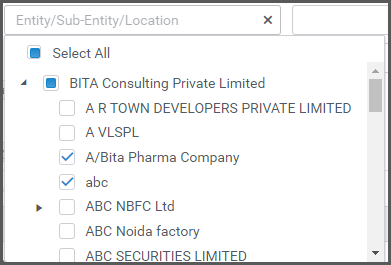 Entity/Sub-Entity/Location
Select All
BITA Consulting Private Limited
A R TOWN DEVELOPERS PRIVATE LIMITED
A VLSPL
A/Bita Pharma Company
abc
ABC NBFC Ltd
ABC Noida factory
ABC SECURITIES LIMITED